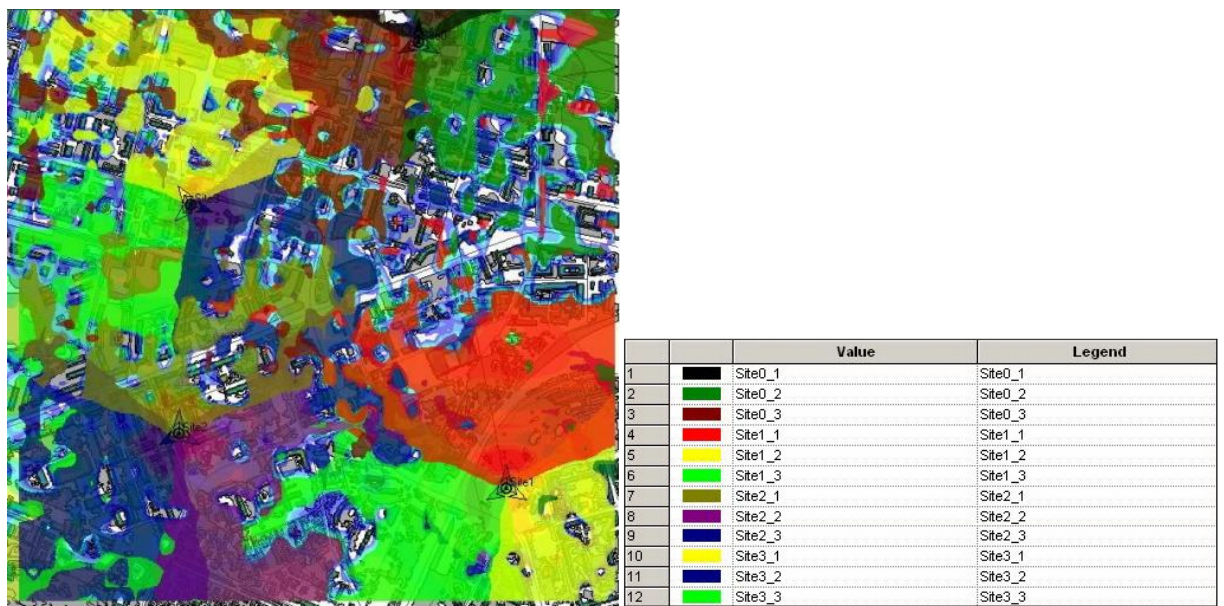 Value Legend
1 Site0_1 Site0_1
2 Site0_2 Site0_2
3 Site0_3 Site0_3
4 Site1_1 Site1_1
5 Site1_2 Site1_2
6 Site1_3 Site1_3
7 Site2_1 Site2_1
8 Site2_2 Site2_2
9 Site2_3 Site2_3
10 Site3_1 Site3_1
11 Site3_2 Site3_2
12 Site3_3 Site3_3
Site2
Site1